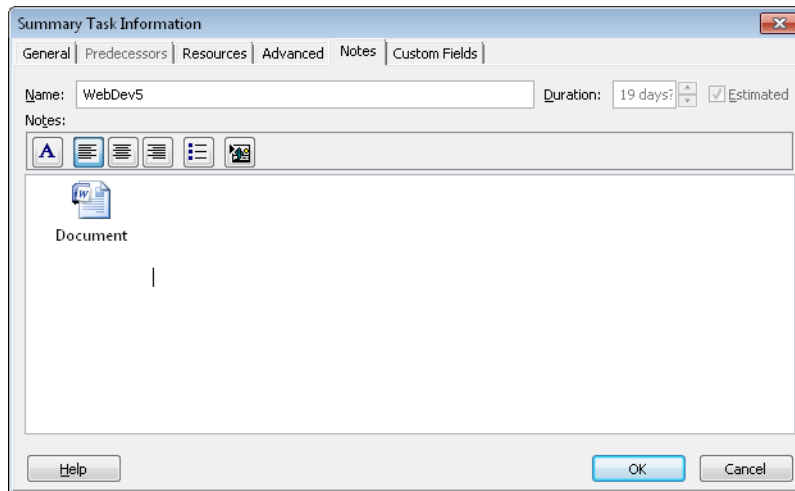 Summary Task Information
General Predecessors Resources Advanced Notes Custom Fields
Name: WebDev5 Duration: 19 days? Estimated
Notes:
A
W
Document
Help OK Cancel